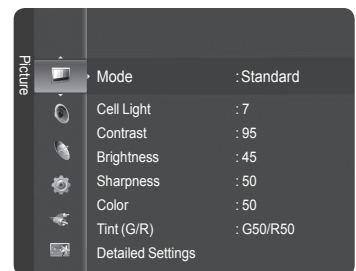 Picture
Mode : Standard
Cell Light : 7
Contrast : 95
Brightness : 45
Sharpness : 50
Color : 50
Tint (G/R) : G50/R50
Detailed Settings